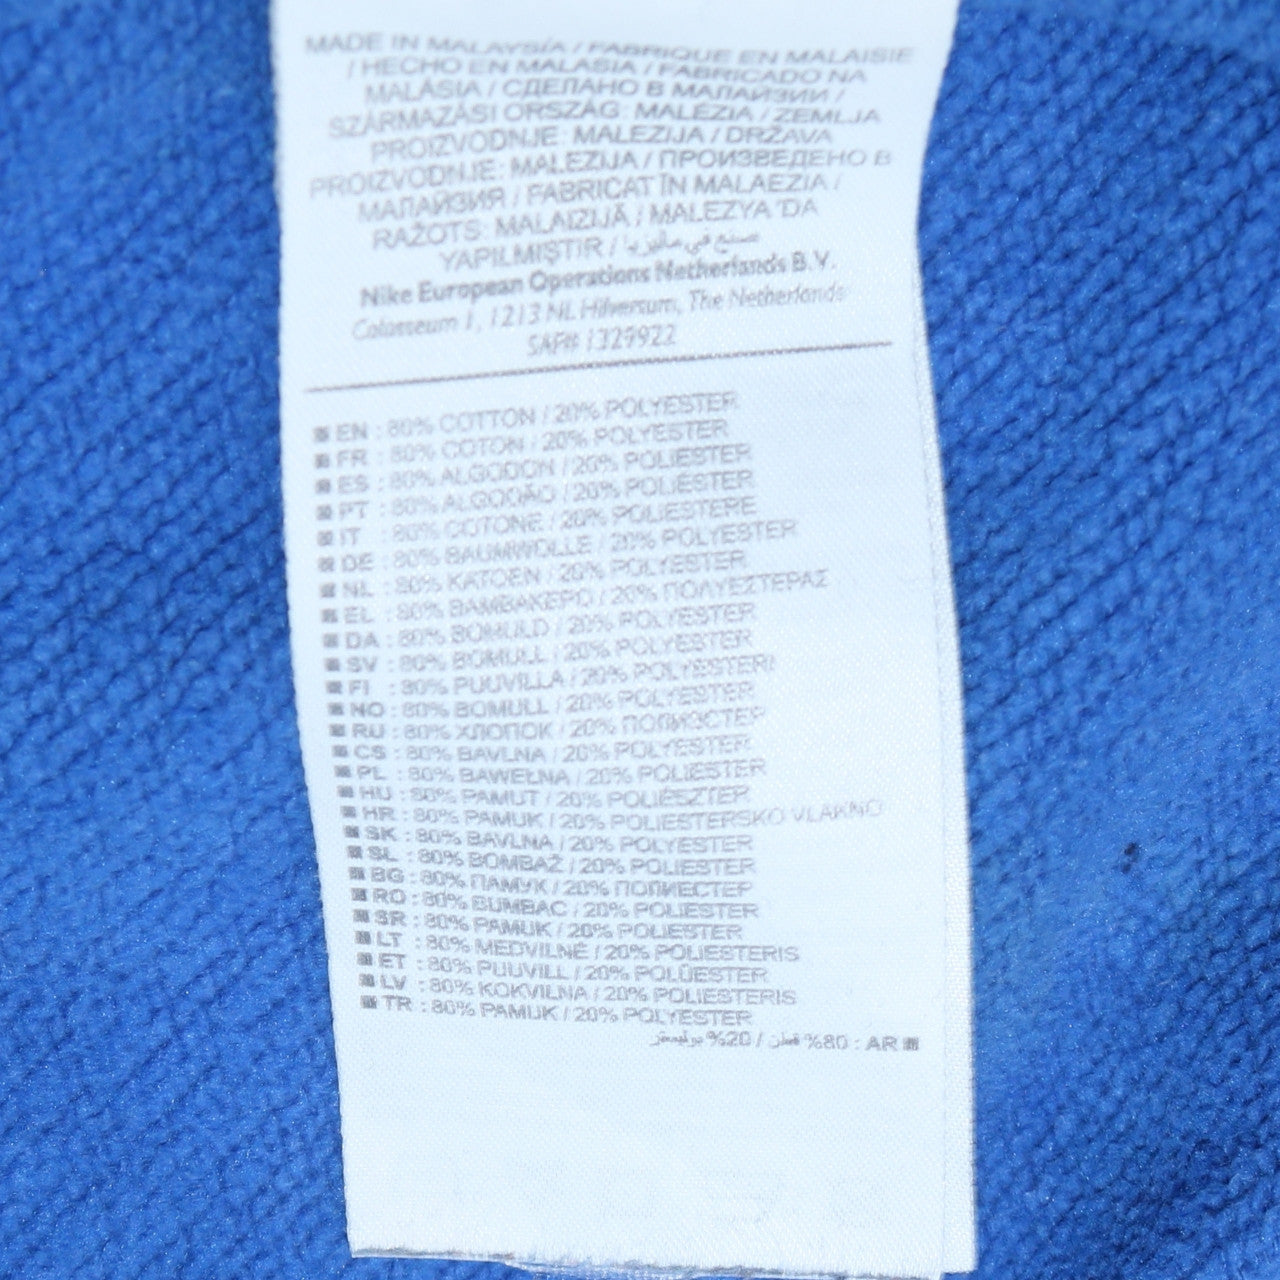 MADE IN MALAYSIA / FABRIQUE EN MALAISIE
/ HECHO EN MALASIA / FABRICADO NA
MALÁSIA / СДЕЛАНО В МАЛАЙЗИИ /
SZÁRMAZÁSI ORSZÁG: MALÉZIA / ZEMLJA
PROIZVODNJE: MALEZIJA / DRŽAVA
PROIZVODNJE: MALEZIJA / ПРОИЗВЕДЕНО В
МАЛАЙЗИЯ / FABRICAT ÎN MALAEZIA /
RAŽOTS: MALAIZIJĀ / MALEZYA 'DA
YAPILMIŞTIR / صنع في ماليزيا
Nike European Operations Netherlands B.V.
Colosseum 1, 1213 NL Hilversum, The Netherlands
SAF# 1329922
EN : 80% COTTON / 20% POLYESTER
FR : 80% COTON / 20% POLYESTER
ES : 80% ALGODON / 20% POLIESTER
PT : 80% ALGODÃO / 20% POLIÉSTER
IT : 80% COTONE / 20% POLIESTERE
DE : 80% BAUMWOLLE / 20% POLYESTER
NL : 80% KATOEN / 20% POLYESTER
EL : 80% ΒΑΜΒΑΚΕΡΟ / 20% ΠΟΛΥΕΣΤΕΡΑΣ
DA : 80% BOMULD / 20% POLYESTER
SV : 80% BOMULL / 20% POLYESTER
FI : 80% PUUVILLA / 20% POLYESTERI
NO : 80% BOMULL / 20% POLYESTER
RU : 80% ХЛОПОК / 20% ПОЛИЭСТЕР
CS : 80% BAVLNA / 20% POLYESTER
PL : 80% BAWEŁNA / 20% POLIESTER
HU : 80% PAMUT / 20% POLIÉSZTER
HR : 80% PAMUK / 20% POLIESTERSKO VLAKNO
SK : 80% BAVLNA / 20% POLYESTER
SL : 80% BOMBAŽ / 20% POLIESTER
BG : 80% ПАМУК / 20% ПОЛИЕСТЕР
RO : 80% BUMBAC / 20% POLIESTER
SR : 80% PAMUK / 20% POLIESTER
LT : 80% MEDVILNĖ / 20% POLIESTERIS
ET : 80% PUUVILL / 20% POLÜESTER
LV : 80% KOKVILNA / 20% POLIESTERIS
TR : 80% PAMUK / 20% POLYESTER
AR : 80% قطن / 20% بوليستر